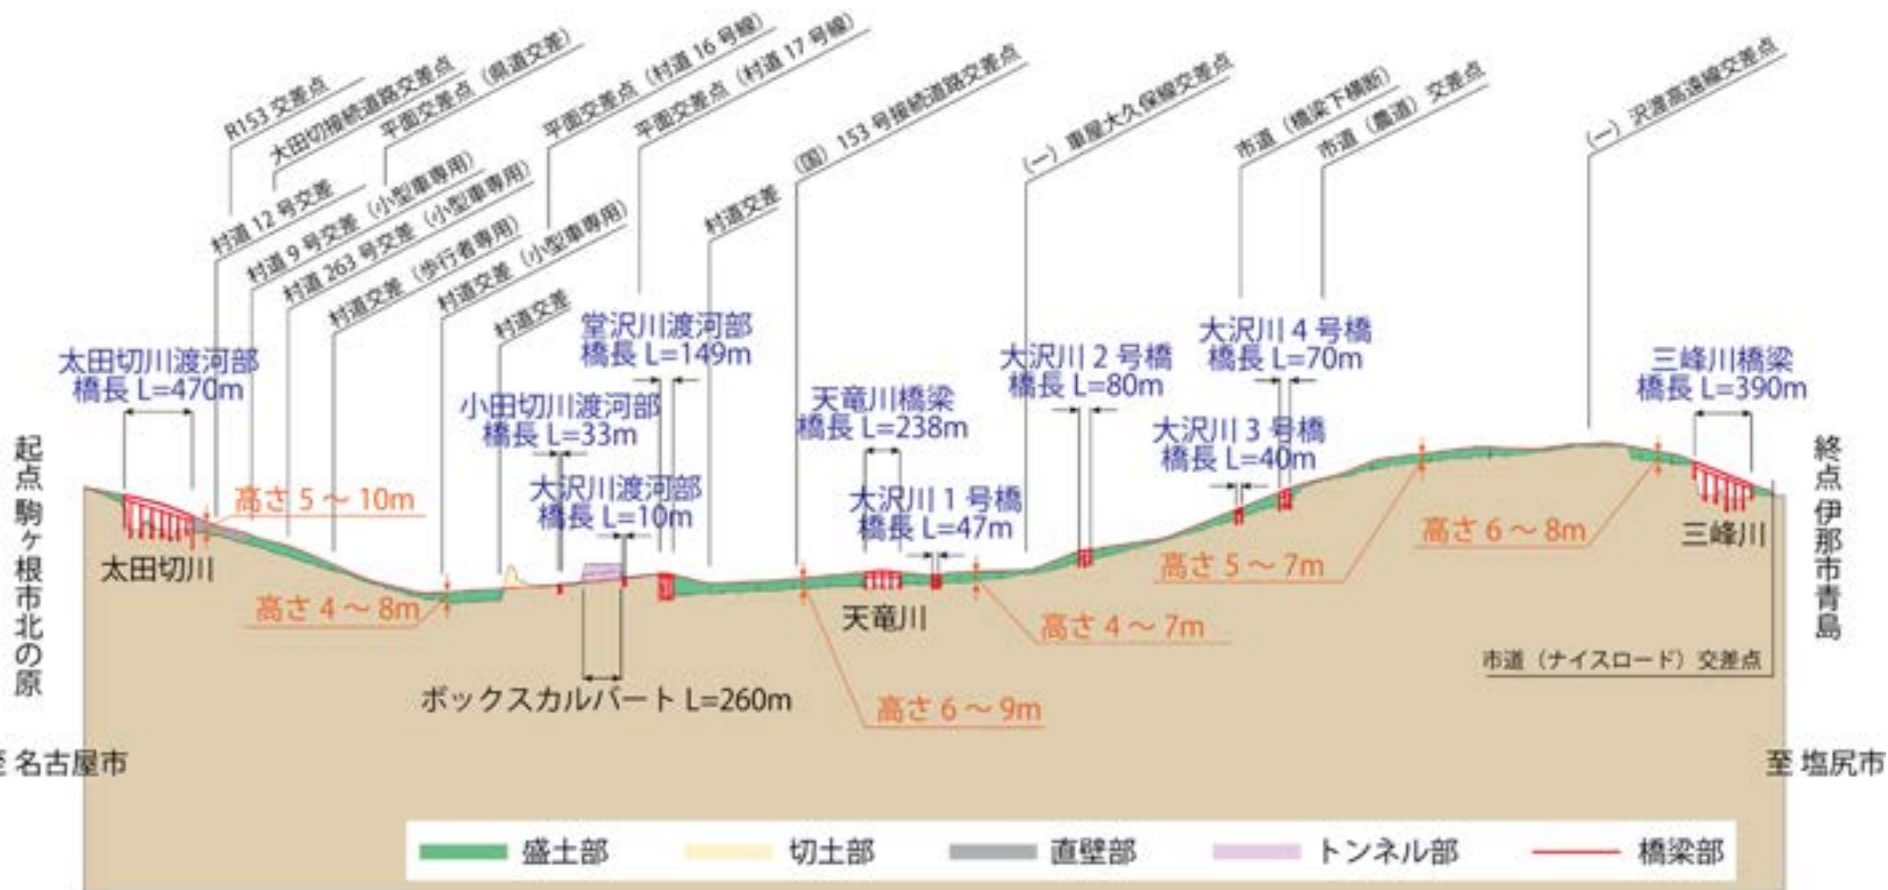 R153 交差点
大田切接続道路交差点
平面交差点（県道交差）
平面交差点（村道 16 号線）
平面交差点（村道 17 号線）
（国）153 号接続道路交差点
（一）車屋大久保線交差点
市道（橋梁下横断）
市道（農道）交差点
（一）沢渡高遠線交差点
村道 12 号交差
村道 9 号交差（小型車専用）
村道 263 号交差（小型車専用）
村道交差（歩行者専用）
村道交差（小型車専用）
村道交差
村道交差
太田切川渡河部
橋長 L=470m
小田切川渡河部
橋長 L=33m
大沢川渡河部
橋長 L=10m
堂沢川渡河部
橋長 L=149m
天竜川橋梁
橋長 L=238m
大沢川 1 号橋
橋長 L=47m
大沢川 2 号橋
橋長 L=80m
大沢川 3 号橋
橋長 L=40m
大沢川 4 号橋
橋長 L=70m
三峰川橋梁
橋長 L=390m
起点 駒ヶ根市北の原
終点 伊那市青島
高さ 5 ～ 10m
高さ 4 ～ 8m
高さ 6 ～ 9m
高さ 4 ～ 7m
高さ 5 ～ 7m
高さ 6 ～ 8m
太田切川
天竜川
三峰川
ボックスカルバート L=260m
市道（ナイスロード）交差点
至 名古屋市
至 塩尻市
盛土部
切土部
直壁部
トンネル部
橋梁部